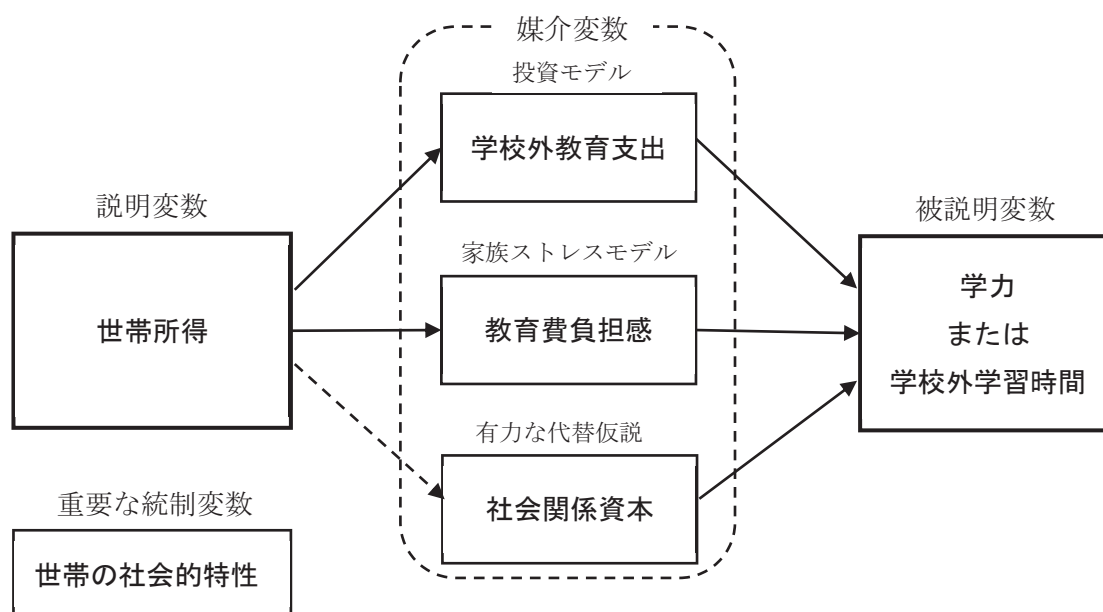 媒介変数
投資モデル
学校外教育支出
説明変数
世帯所得
家族ストレスモデル
教育費負担感
被説明変数
学力
または
学校外学習時間
有力な代替仮説
社会関係資本
重要な統制変数
世帯の社会的特性